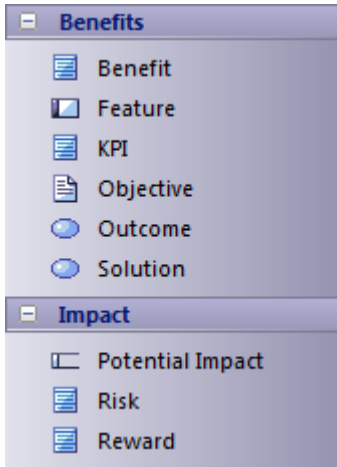 Benefits
Benefit
Feature
KPI
Objective
Outcome
Solution
Impact
Potential Impact
Risk
Reward